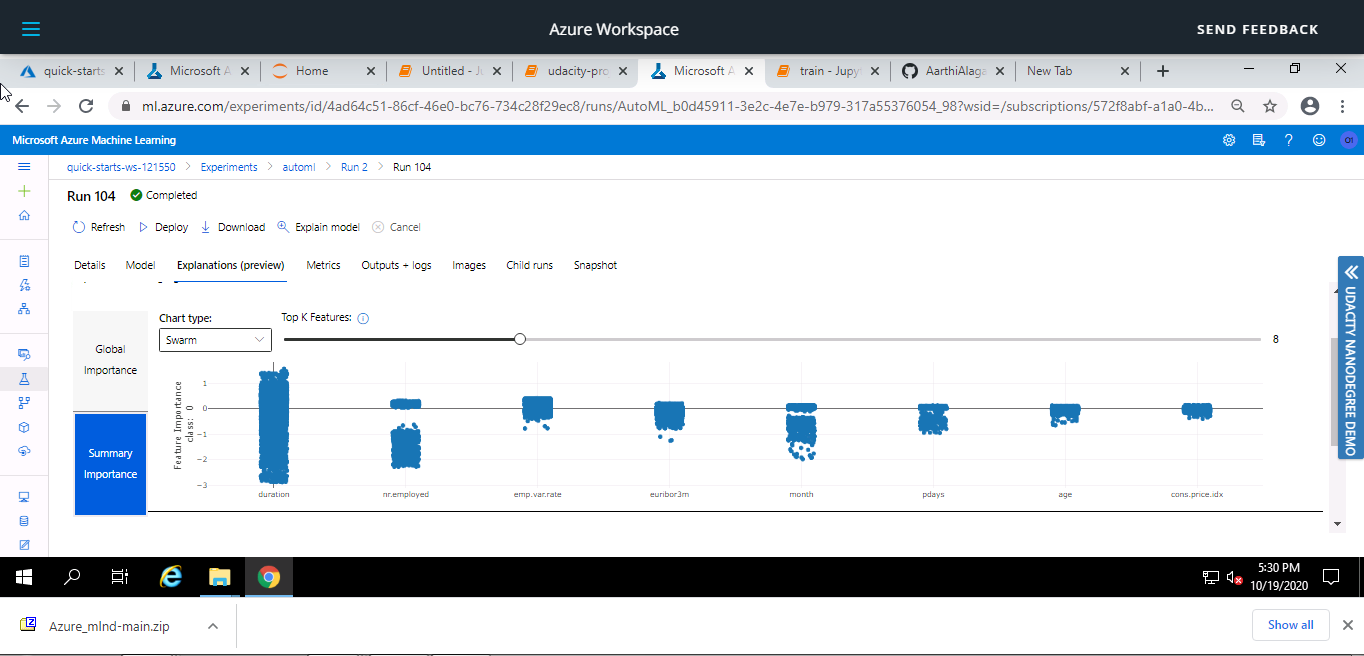 Azure Workspace
SEND FEEDBACK
quick-starts
Microsoft A
Home
Untitled - J
udacity-pro
Microsoft A
train - Jupy
AarthiAlaga
New Tab
ml.azure.com/experiments/id/4ad64c51-86cf-46e0-bc76-734c28f29ec8/runs/AutoML_b0d45911-3e2c-4e7e-b979-317a55376054_98?wsid=/subscriptions/572f8abf-a1a0-4b...
Microsoft Azure Machine Learning
quick-starts-ws-121550 > Experiments > automl > Run 2 > Run 104
Run 104 Completed
Refresh Deploy Download Explain model Cancel
Details Model Explanations (preview) Metrics Outputs + logs Images Child runs Snapshot
Chart type:
Top K Features:
Swarm
8
Global
Importance
Summary
Importance
Feature Importance
class: 0
1
0
−1
−2
−3
duration nr.employed emp.var.rate euribor3m month pdays age cons.price.idx
UDACITY NANODEGREE DEMO
5:30 PM
10/19/2020
Azure_mlnd-main.zip
Show all